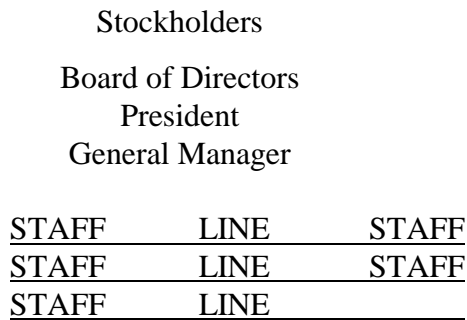 Stockholders
Board of Directors
President
General Manager
STAFF LINE STAFF
STAFF LINE STAFF
STAFF LINE